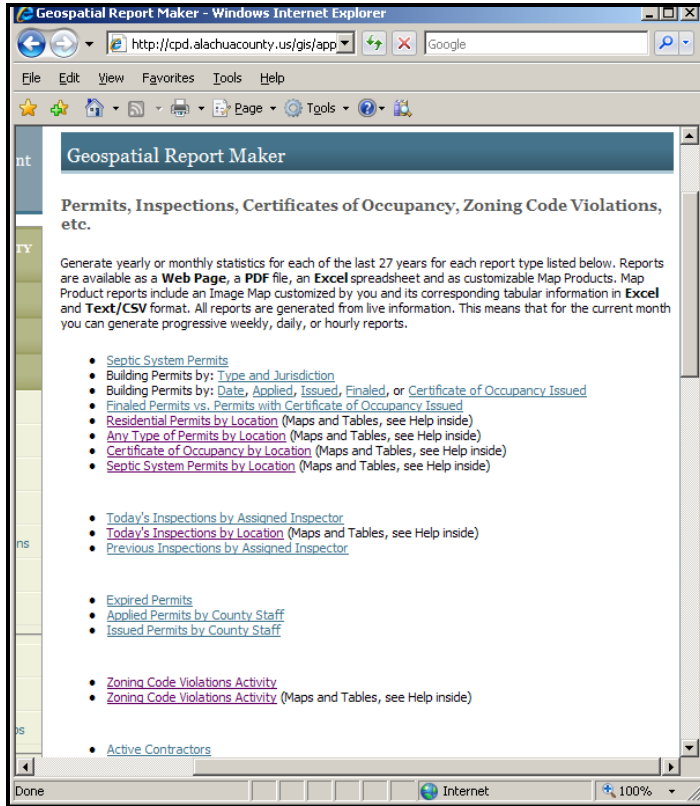 Geospatial Report Maker - Windows Internet Explorer
http://cpd.alachuacounty.us/gis/app
Google
File Edit View Favorites Tools Help
Page Tools
nt
Geospatial Report Maker
Permits, Inspections, Certificates of Occupancy, Zoning Code Violations,
etc.
TY
Generate yearly or monthly statistics for each of the last 27 years for each report type listed below. Reports
are available as a Web Page, a PDF file, an Excel spreadsheet and as customizable Map Products. Map
Product reports include an Image Map customized by you and its corresponding tabular information in Excel
and Text/CSV format. All reports are generated from live information. This means that for the current month
you can generate progressive weekly, daily, or hourly reports.
• Septic System Permits
• Building Permits by: Type and Jurisdiction
• Building Permits by: Date, Applied, Issued, Finaled, or Certificate of Occupancy Issued
• Finaled Permits vs. Permits with Certificate of Occupancy Issued
• Residential Permits by Location (Maps and Tables, see Help inside)
• Any Type of Permits by Location (Maps and Tables, see Help inside)
• Certificate of Occupancy by Location (Maps and Tables, see Help inside)
• Septic System Permits by Location (Maps and Tables, see Help inside)
• Today's Inspections by Assigned Inspector
• Today's Inspections by Location (Maps and Tables, see Help inside)
ns
• Previous Inspections by Assigned Inspector
• Expired Permits
• Applied Permits by County Staff
• Issued Permits by County Staff
• Zoning Code Violations Activity
• Zoning Code Violations Activity (Maps and Tables, see Help inside)
ps
• Active Contractors
Done Internet 100%